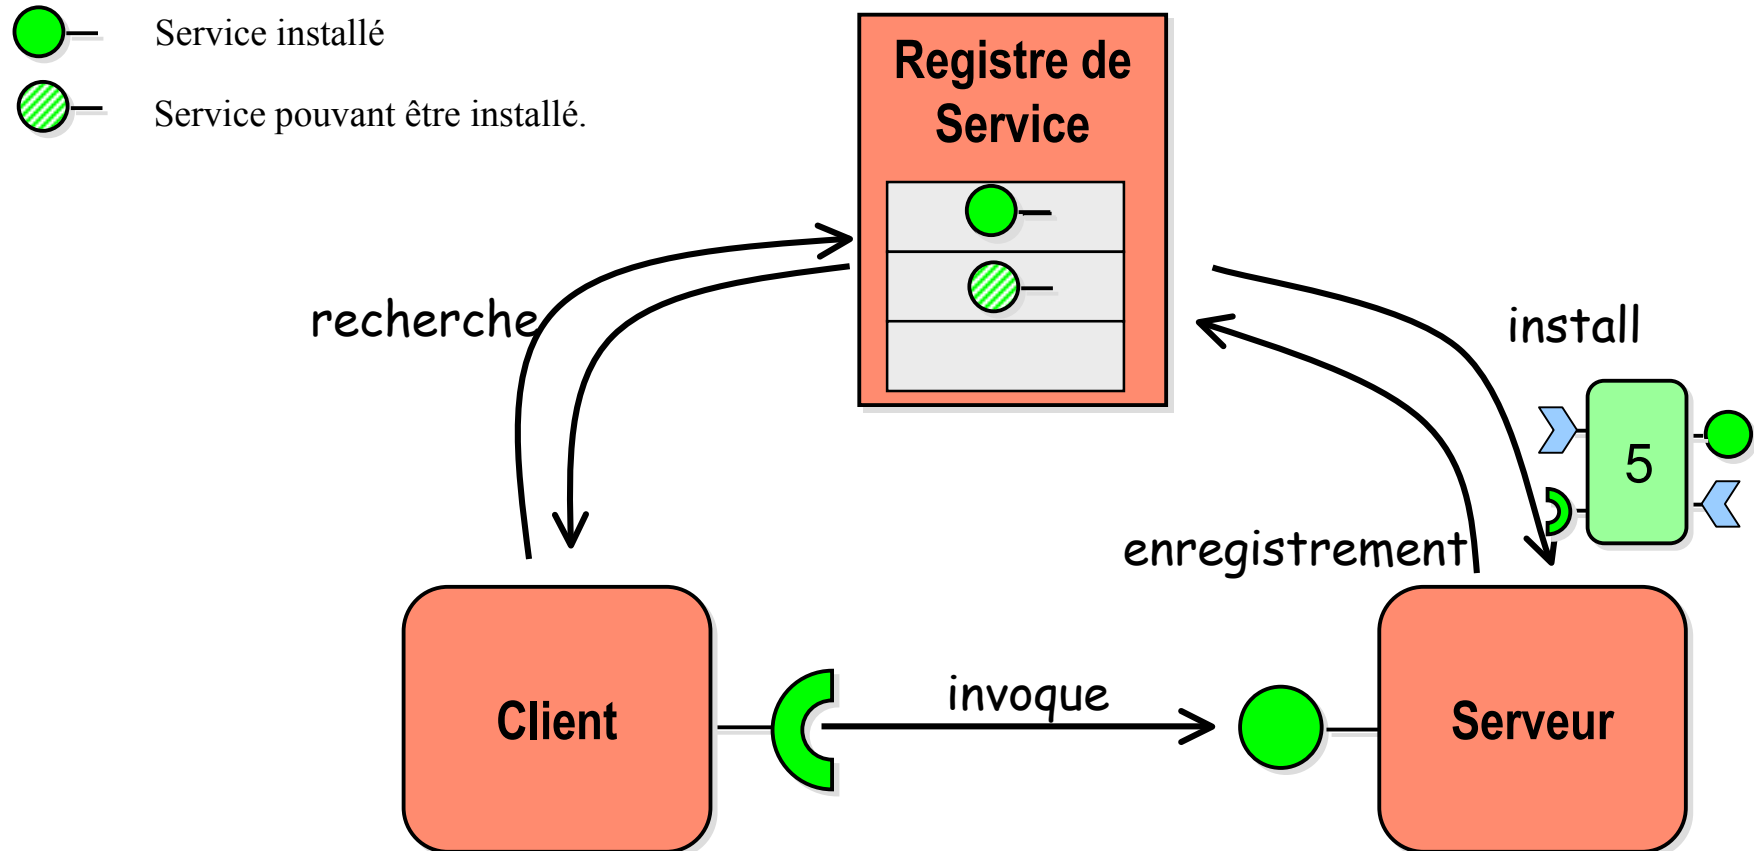 Service installé
Service pouvant être installé.
Registre de
Service
recherche
install
5
enregistrement
invoque
Client
Serveur